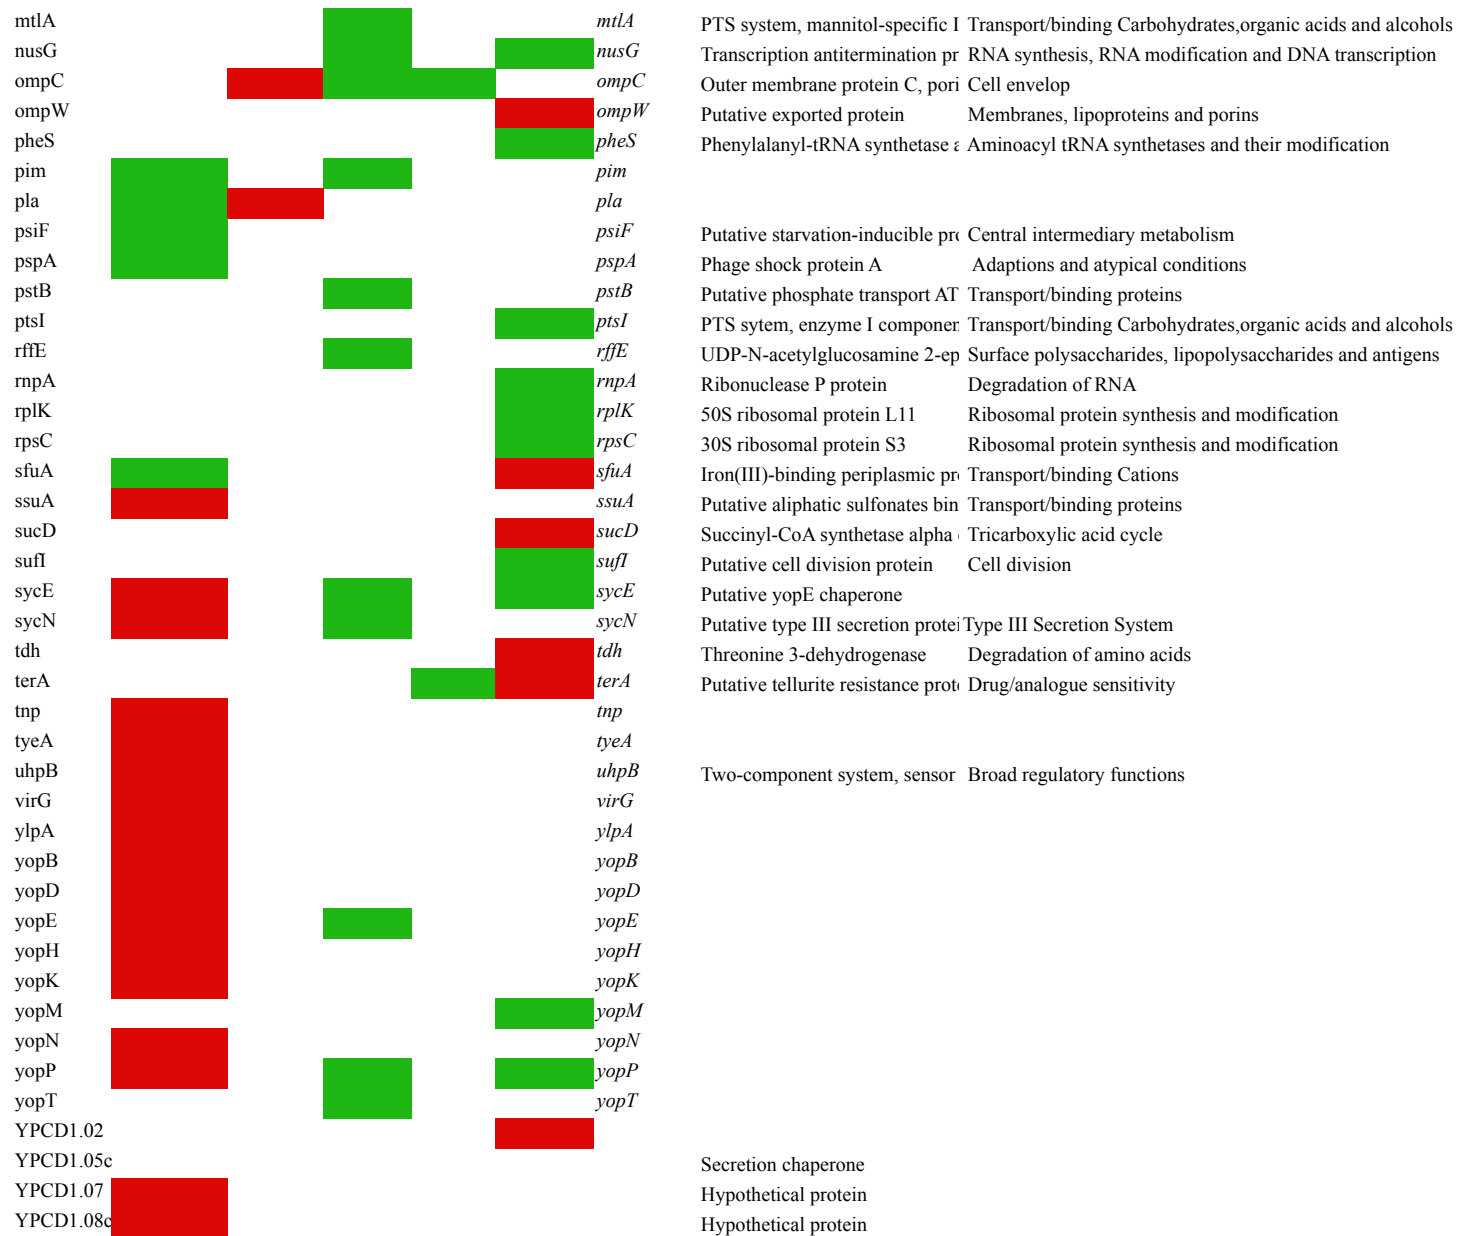 mtlA mtlA PTS system, mannitol-specific I Transport/binding Carbohydrates,organic acids and alcohols
nusG nusG Transcription antitermination pr RNA synthesis, RNA modification and DNA transcription
ompC ompC Outer membrane protein C, pori Cell envelop
ompW ompW Putative exported protein Membranes, lipoproteins and porins
pheS pheS Phenylalanyl-tRNA synthetase a Aminoacyl tRNA synthetases and their modification
pim pim
pla pla
psiF psiF Putative starvation-inducible pro Central intermediary metabolism
pspA pspA Phage shock protein A Adaptions and atypical conditions
pstB pstB Putative phosphate transport AT Transport/binding proteins
ptsI ptsI PTS sytem, enzyme I componen Transport/binding Carbohydrates,organic acids and alcohols
rffE rffE UDP-N-acetylglucosamine 2-ep Surface polysaccharides, lipopolysaccharides and antigens
rnpA rnpA Ribonuclease P protein Degradation of RNA
rplK rplK 50S ribosomal protein L11 Ribosomal protein synthesis and modification
rpsC rpsC 30S ribosomal protein S3 Ribosomal protein synthesis and modification
sfuA sfuA Iron(III)-binding periplasmic pro Transport/binding Cations
ssuA ssuA Putative aliphatic sulfonates bin Transport/binding proteins
sucD sucD Succinyl-CoA synthetase alpha Tricarboxylic acid cycle
sufI sufI Putative cell division protein Cell division
sycE sycE Putative yopE chaperone
sycN sycN Putative type III secretion protei Type III Secretion System
tdh tdh Threonine 3-dehydrogenase Degradation of amino acids
terA terA Putative tellurite resistance prote Drug/analogue sensitivity
tnp tnp
tyeA tyeA
uhpB uhpB Two-component system, sensor Broad regulatory functions
virG virG
ylpA ylpA
yopB yopB
yopD yopD
yopE yopE
yopH yopH
yopK yopK
yopM yopM
yopN yopN
yopP yopP
yopT yopT
YPCD1.02
YPCD1.05c Secretion chaperone
YPCD1.07 Hypothetical protein
YPCD1.08c Hypothetical protein